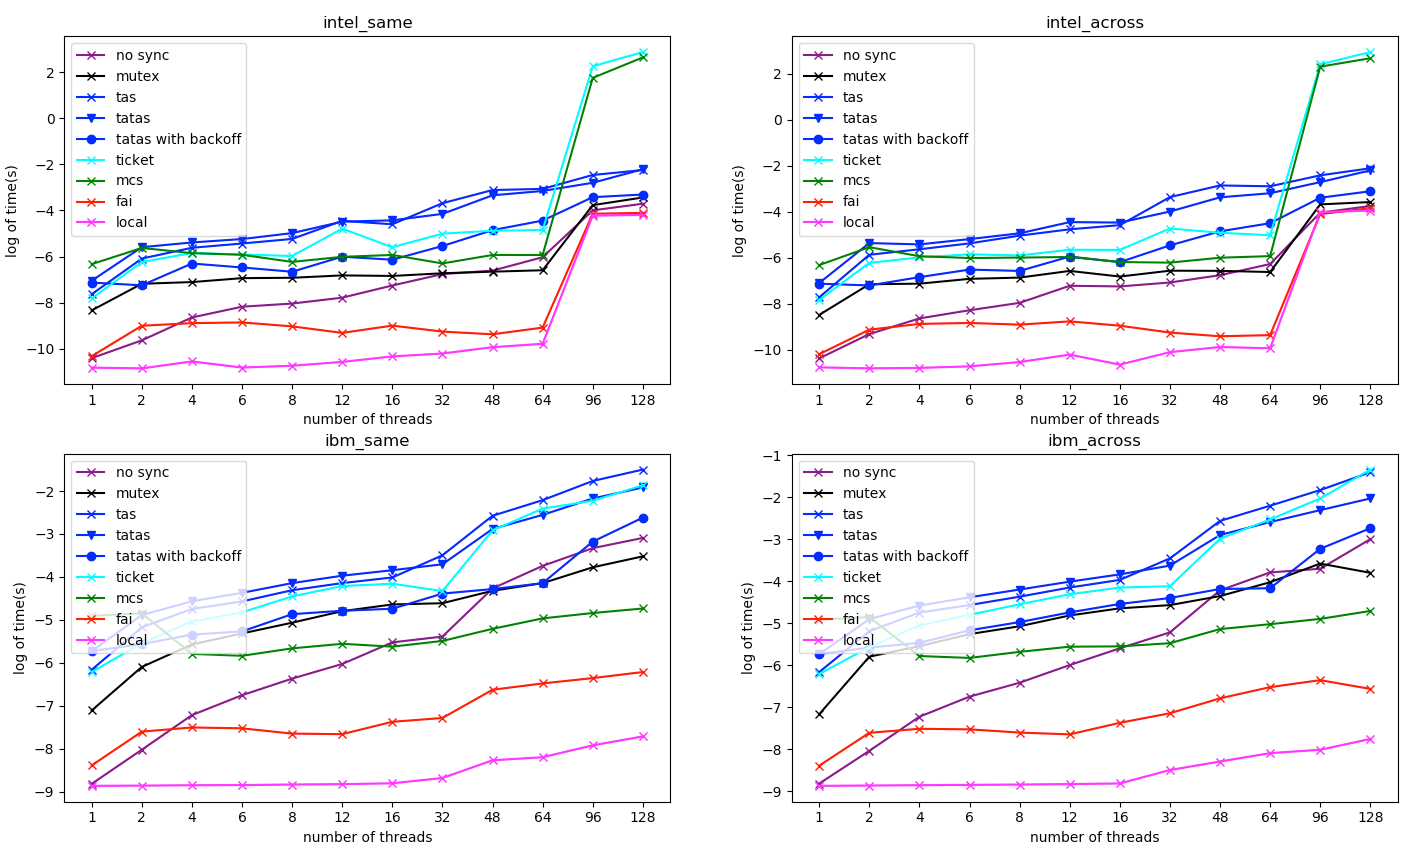 intel_same
no sync
mutex
tas
tatas
tatas with backoff
ticket
mcs
fai
local
log of time(s)
2
0
−2
−4
−6
−8
−10
1 2 4 6 8 12 16 32 48 64 96 128
number of threads
intel_across
no sync
mutex
tas
tatas
tatas with backoff
ticket
mcs
fai
local
log of time(s)
2
0
−2
−4
−6
−8
−10
1 2 4 6 8 12 16 32 48 64 96 128
number of threads
ibm_same
no sync
mutex
tas
tatas
tatas with backoff
ticket
mcs
fai
local
log of time(s)
−2
−3
−4
−5
−6
−7
−8
−9
1 2 4 6 8 12 16 32 48 64 96 128
number of threads
ibm_across
no sync
mutex
tas
tatas
tatas with backoff
ticket
mcs
fai
local
log of time(s)
−1
−2
−3
−4
−5
−6
−7
−8
−9
1 2 4 6 8 12 16 32 48 64 96 128
number of threads